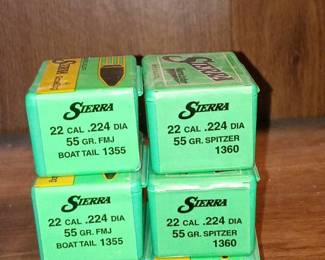 SIERRA
Sierra
SIERRA
22 CAL .224 DIA
55 GR. FMJ
BOAT TAIL 1355
SIERRA
22 CAL .224 DIA
55 GR. SPITZER
1360
SIERRA
22 CAL .224 DIA
55 GR. FMJ
BOAT TAIL 1355
SIERRA
22 CAL .224 DIA
55 GR. SPITZER
1360